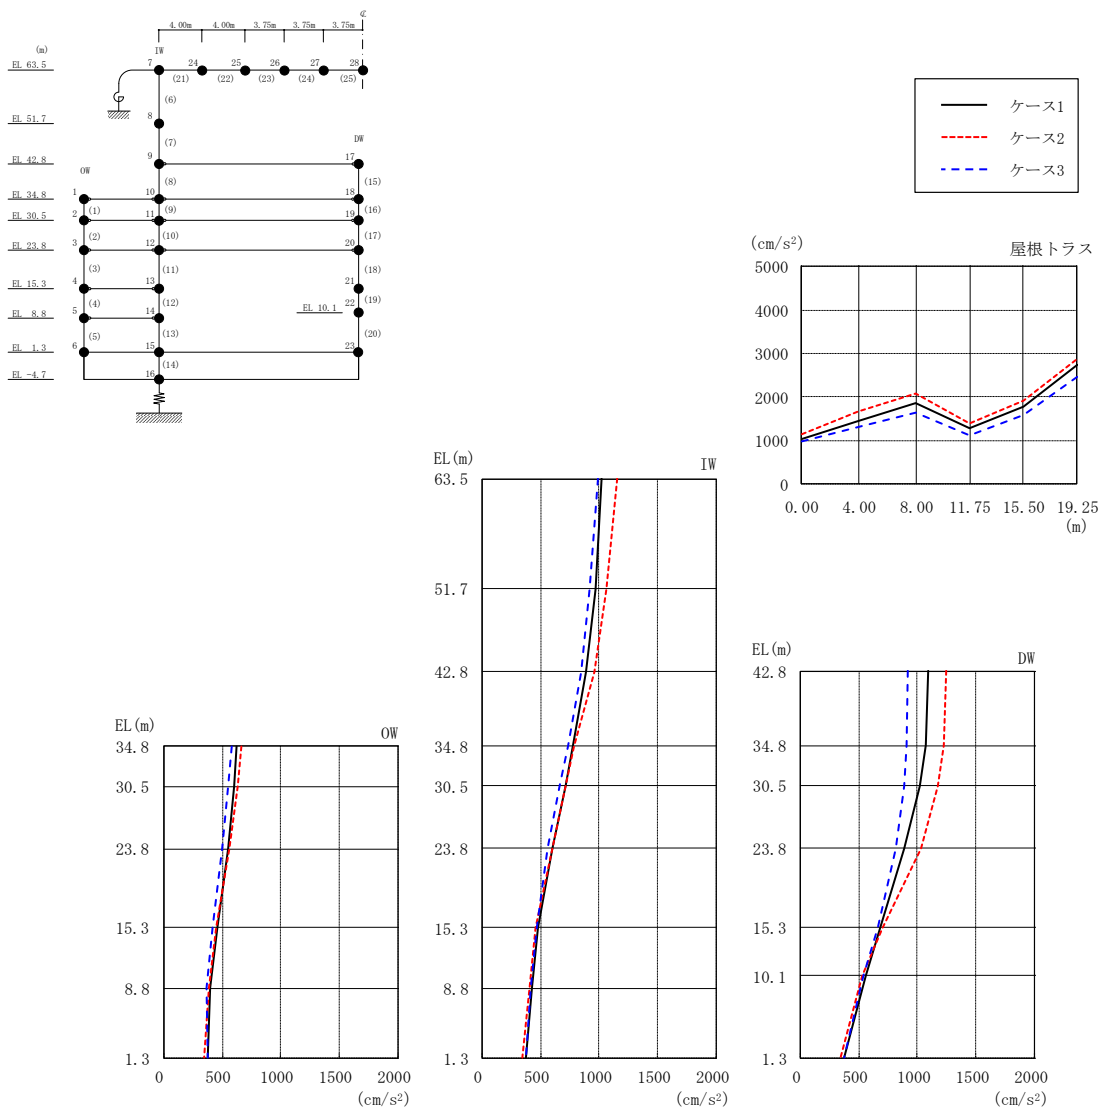 ℄
4.00m 4.00m 3.75m 3.75m 3.75m
(m)
IW
EL 63.5 7 24 25 26 27 28
(21) (22) (23) (24) (25)
(6)
EL 51.7 8
(7)
DW
EL 42.8 9 17
OW
(8) (15)
EL 34.8 1 10 18
(1) (9) (16)
EL 30.5 2 11 19
(2) (10) (17)
EL 23.8 3 12 20
(3) (11) (18)
EL 15.3 4 13 21
(4) (12) (19)
EL 10.1 22
EL 8.8 5 14
(5) (13) (20)
EL 1.3 6 15 23
(14)
EL -4.7 16
ケース1
ケース2
ケース3
(cm/s²) 屋根トラス
5000
4000
3000
2000
1000
0
0.00 4.00 8.00 11.75 15.50 19.25
(m)
EL(m) IW
63.5
51.7
42.8
34.8
30.5
23.8
15.3
8.8
1.3
0 500 1000 1500 2000
(cm/s²)
EL(m) OW
34.8
30.5
23.8
15.3
8.8
1.3
0 500 1000 1500 2000
(cm/s²)
EL(m) DW
42.8
34.8
30.5
23.8
15.3
10.1
1.3
0 500 1000 1500 2000
(cm/s²)